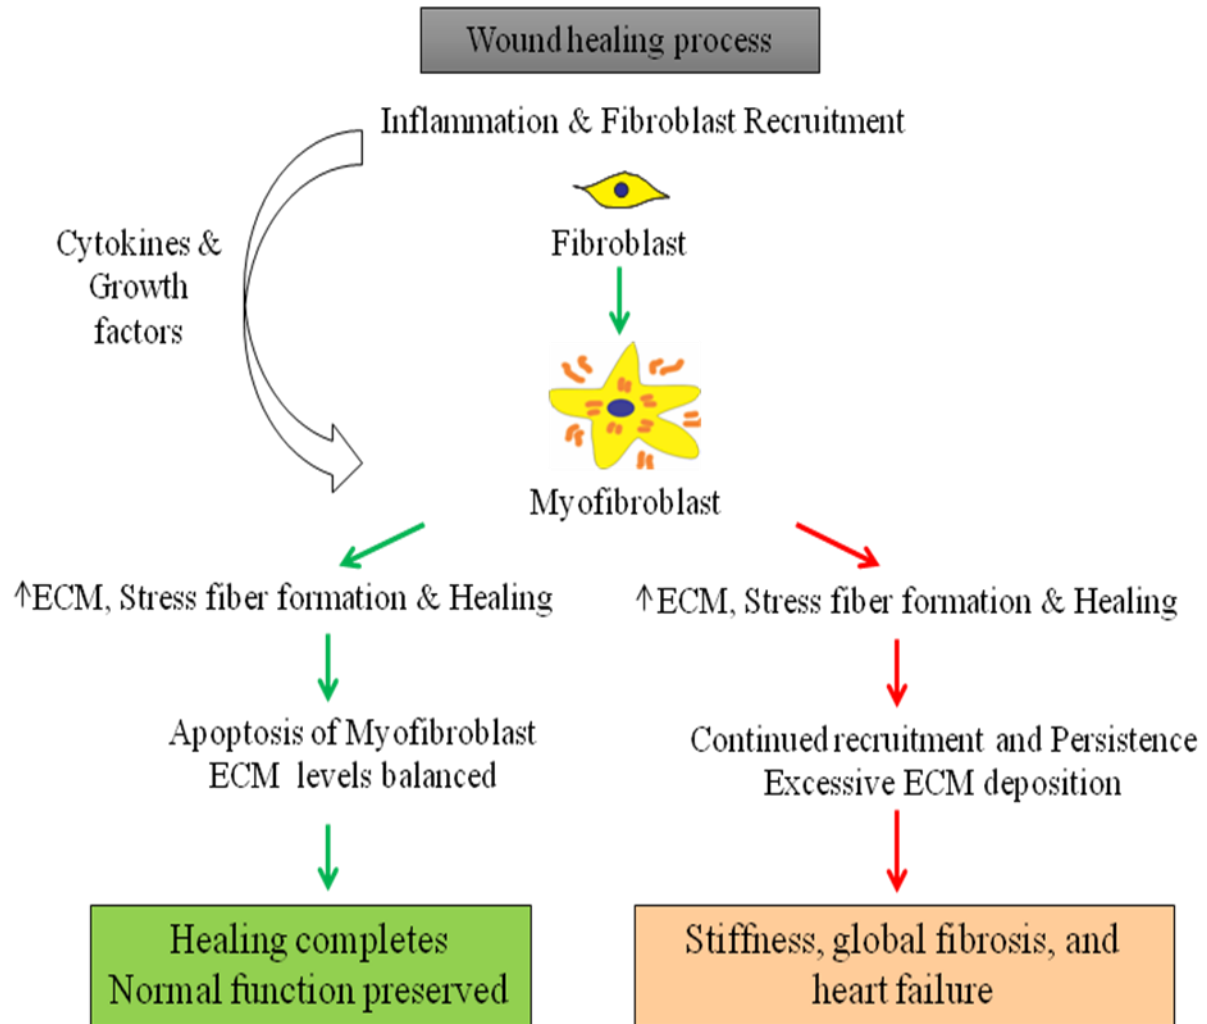 Wound healing process
Inflammation & Fibroblast Recruitment
Cytokines &
Growth
factors
Fibroblast
Myofibroblast
↑ECM, Stress fiber formation & Healing
↑ECM, Stress fiber formation & Healing
Apoptosis of Myofibroblast
ECM levels balanced
Continued recruitment and Persistence
Excessive ECM deposition
Healing completes
Normal function preserved
Stiffness, global fibrosis, and
heart failure